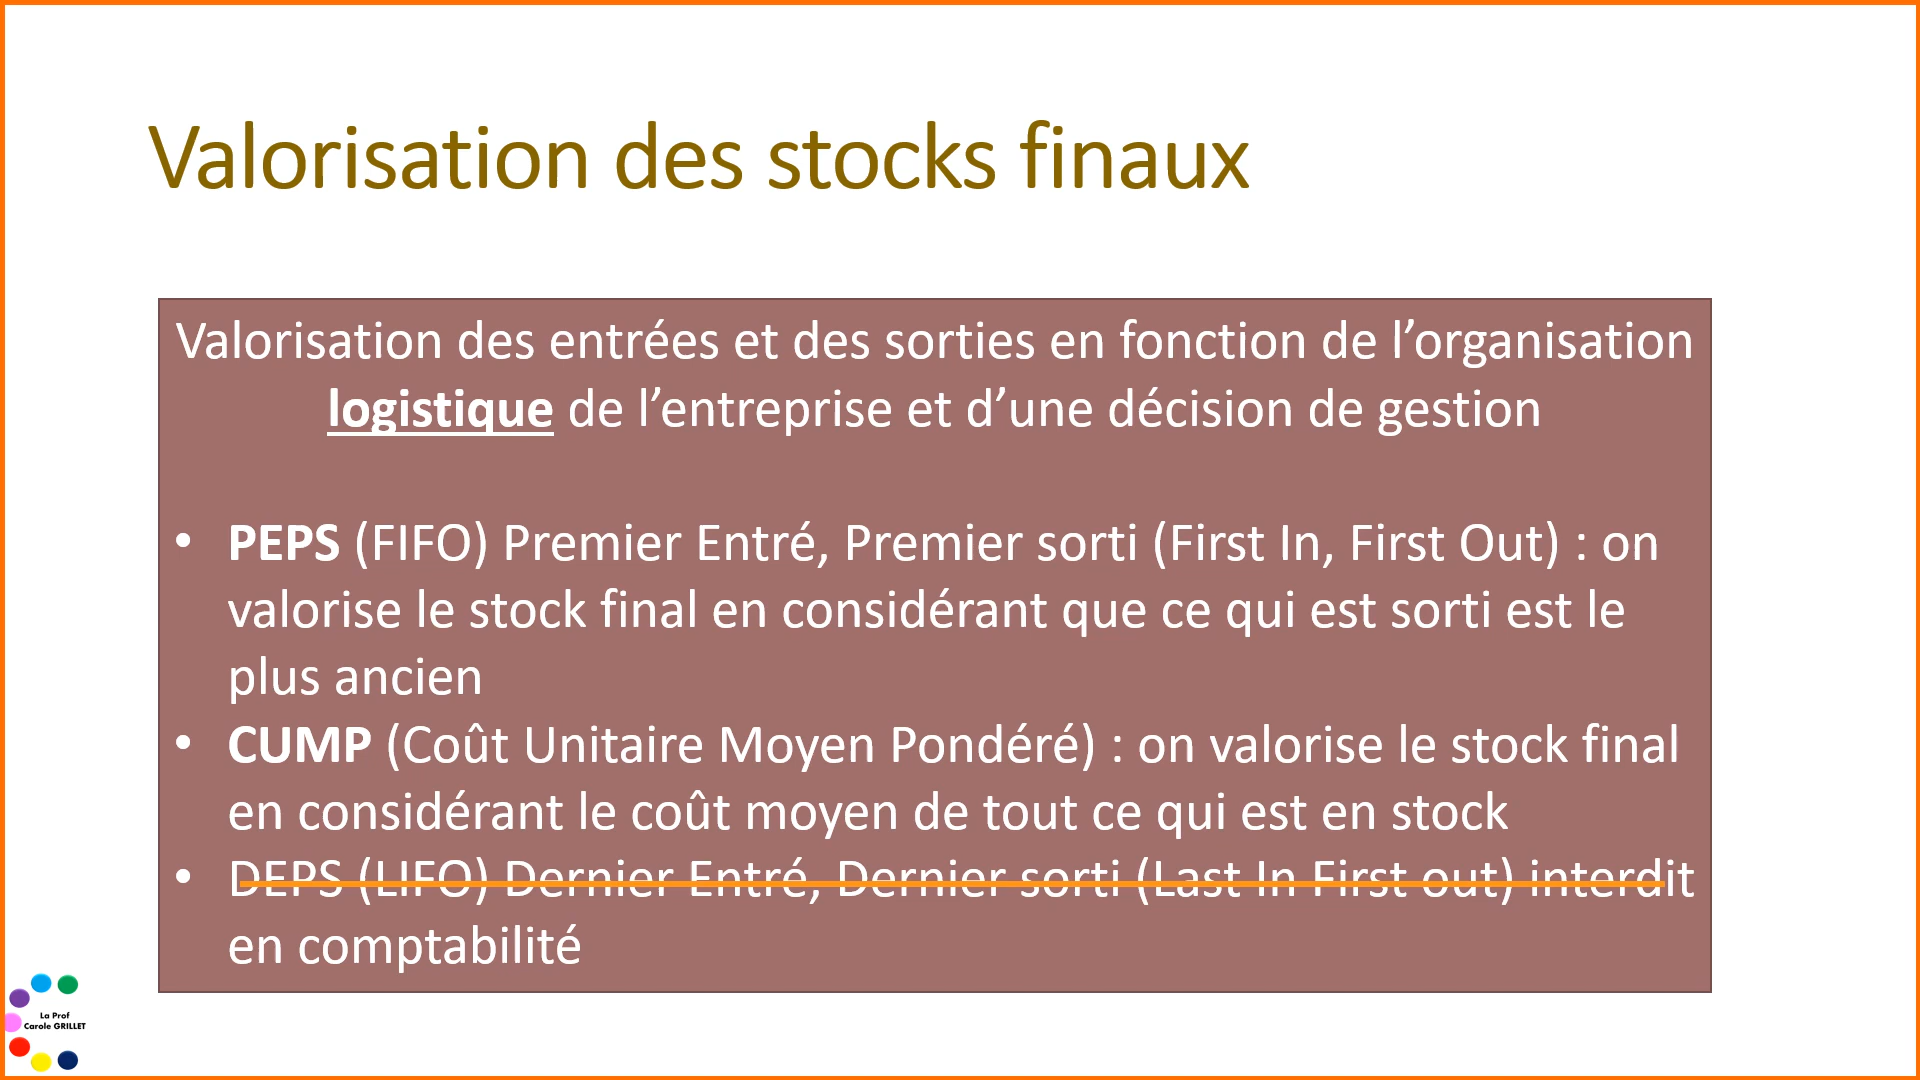 Valorisation des stocks finaux
Valorisation des entrées et des sorties en fonction de l’organisation
logistique de l’entreprise et d’une décision de gestion
• PEPS (FIFO) Premier Entré, Premier sorti (First In, First Out) : on
valorise le stock final en considérant que ce qui est sorti est le
plus ancien
• CUMP (Coût Unitaire Moyen Pondéré) : on valorise le stock final
en considérant le coût moyen de tout ce qui est en stock
• DEPS (LIFO) Dernier Entré, Dernier sorti (Last In First out) interdit
en comptabilité
La Prof
Carole GRILLET